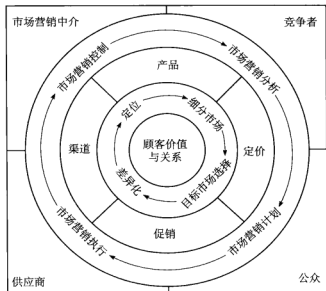 市场营销中介
竞争者
市场营销控制
市场营销分析
产品
定位
细分市场
渠道
顾客价值
与关系
定价
差异化
目标市场选择
市场营销执行
市场营销计划
促销
供应商
公众